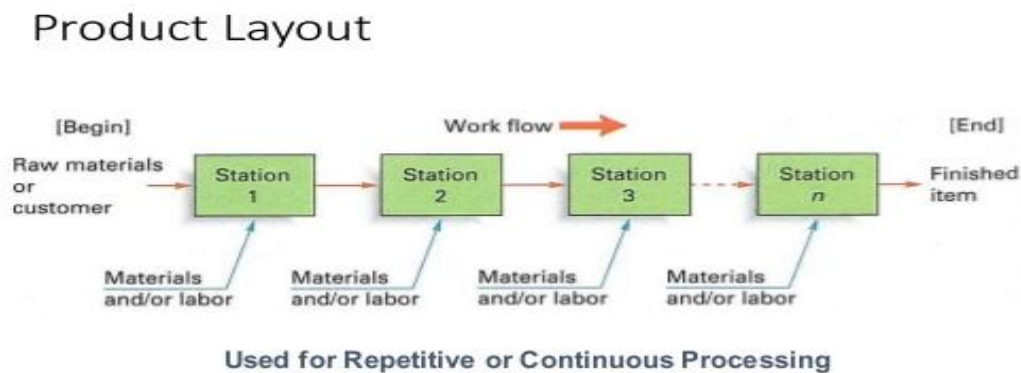 Product Layout
[Begin]
Work flow
[End]
Raw materials
or
customer
Station
1
Station
2
Station
3
Station
n
Finished
item
Materials
and/or labor
Materials
and/or labor
Materials
and/or labor
Materials
and/or labor
Used for Repetitive or Continuous Processing